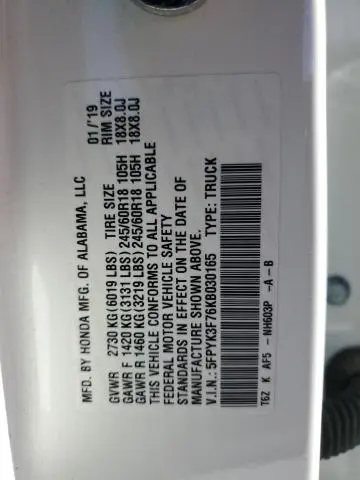 MFD. BY HONDA MFG. OF ALABAMA, LLC 01/'19
GVWR 2730 KG(6019 LBS) TIRE SIZE RIM SIZE
GAWR F 1420 KG(3131 LBS)245/60R18 105H 18X8.0J
GAWR R 1460 KG(3219 LBS)245/60R18 105H 18X8.0J
THIS VEHICLE CONFORMS TO ALL APPLICABLE
FEDERAL MOTOR VEHICLE SAFETY
STANDARDS IN EFFECT ON THE DATE OF
MANUFACTURE SHOWN ABOVE.
V.I.N.: 5FPYK3F76KB030165 TYPE: TRUCK
T6Z K AF5 - NH603P -A-B